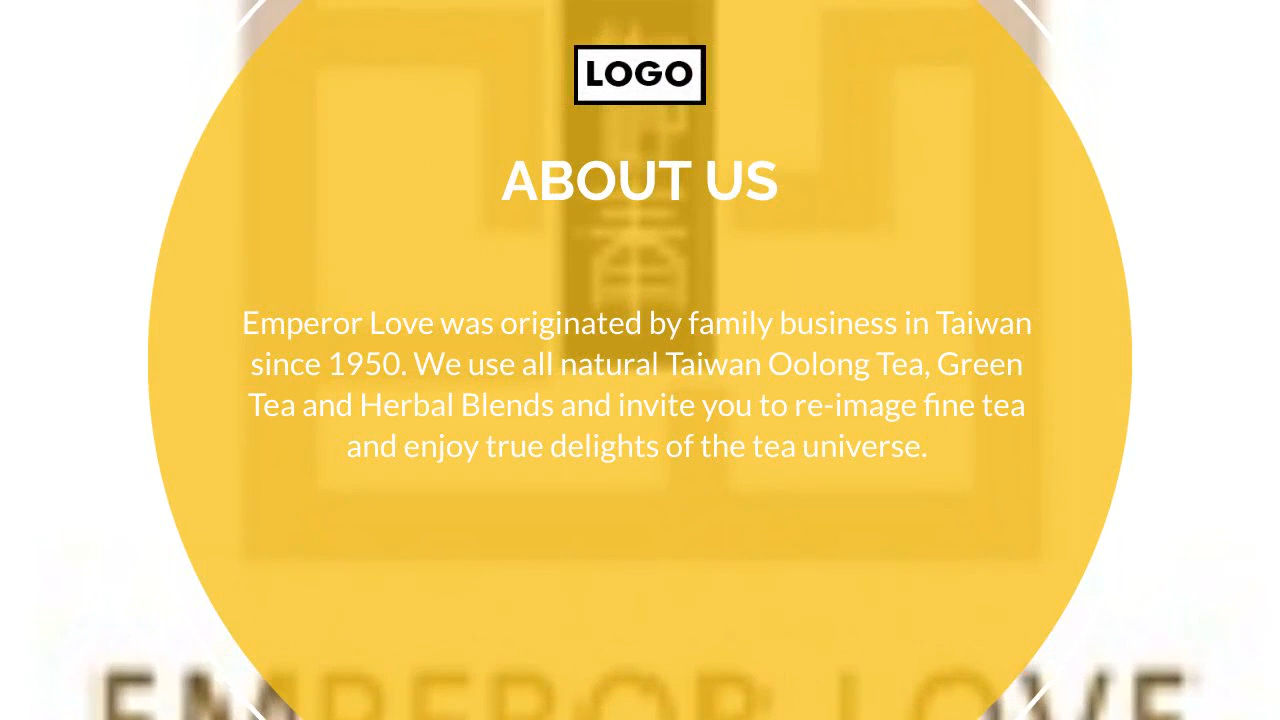 LOGO
ABOUT US
Emperor Love was originated by family business in Taiwan
since 1950. We use all natural Taiwan Oolong Tea, Green
Tea and Herbal Blends and invite you to re-image fine tea
and enjoy true delights of the tea universe.
EMPEROR LOVE